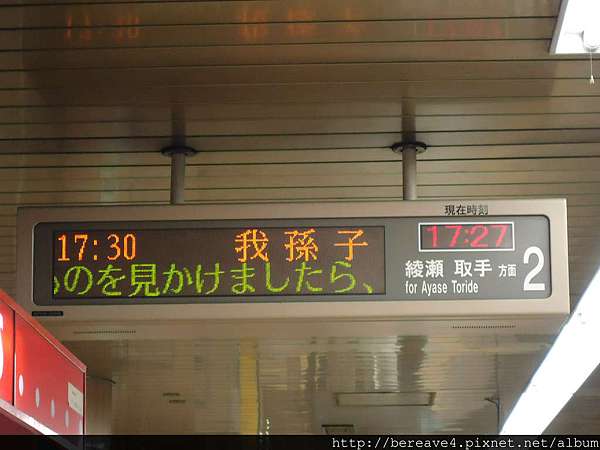 現在時刻
17:30 我孫子
17:27
のを見かけましたら、
綾瀬 取手 方面
for Ayase Toride
2
http://bereave4.pixnet.net/album